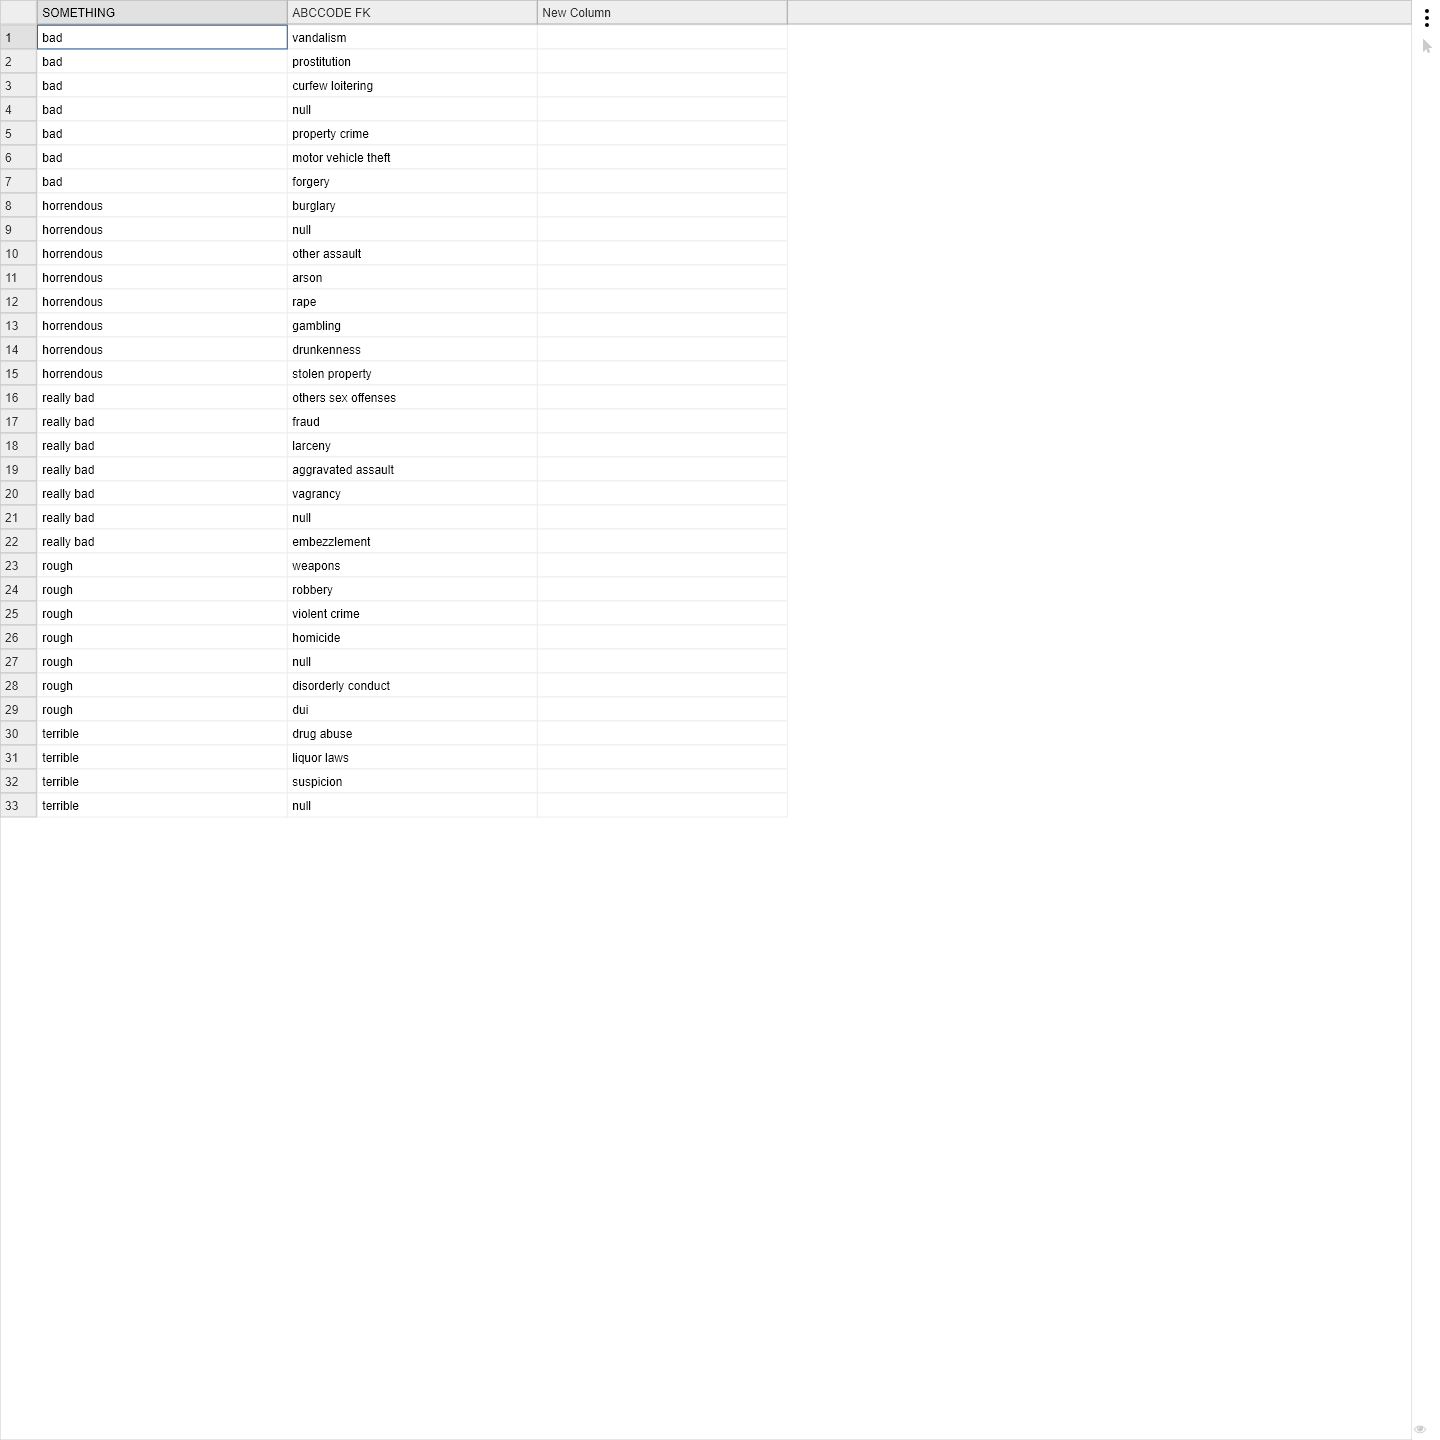 SOMETHING ABCCODE FK New Column
1 bad vandalism
2 bad prostitution
3 bad curfew loitering
4 bad null
5 bad property crime
6 bad motor vehicle theft
7 bad forgery
8 horrendous burglary
9 horrendous null
10 horrendous other assault
11 horrendous arson
12 horrendous rape
13 horrendous gambling
14 horrendous drunkenness
15 horrendous stolen property
16 really bad others sex offenses
17 really bad fraud
18 really bad larceny
19 really bad aggravated assault
20 really bad vagrancy
21 really bad null
22 really bad embezzlement
23 rough weapons
24 rough robbery
25 rough violent crime
26 rough homicide
27 rough null
28 rough disorderly conduct
29 rough dui
30 terrible drug abuse
31 terrible liquor laws
32 terrible suspicion
33 terrible null